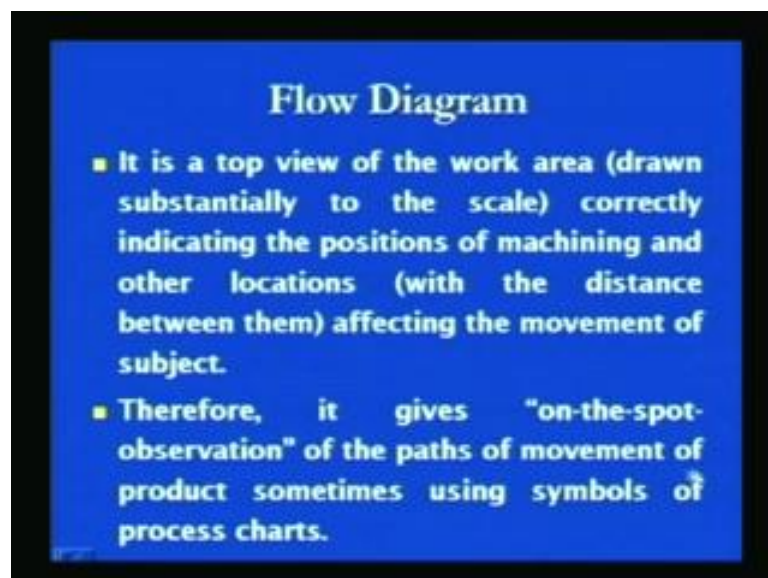 Flow Diagram
It is a top view of the work area (drawn
substantially to the scale) correctly
indicating the positions of machining and
other locations (with the distance
between them) affecting the movement of
subject.
Therefore, it gives "on-the-spot-
observation" of the paths of movement of
product sometimes using symbols of
process charts.